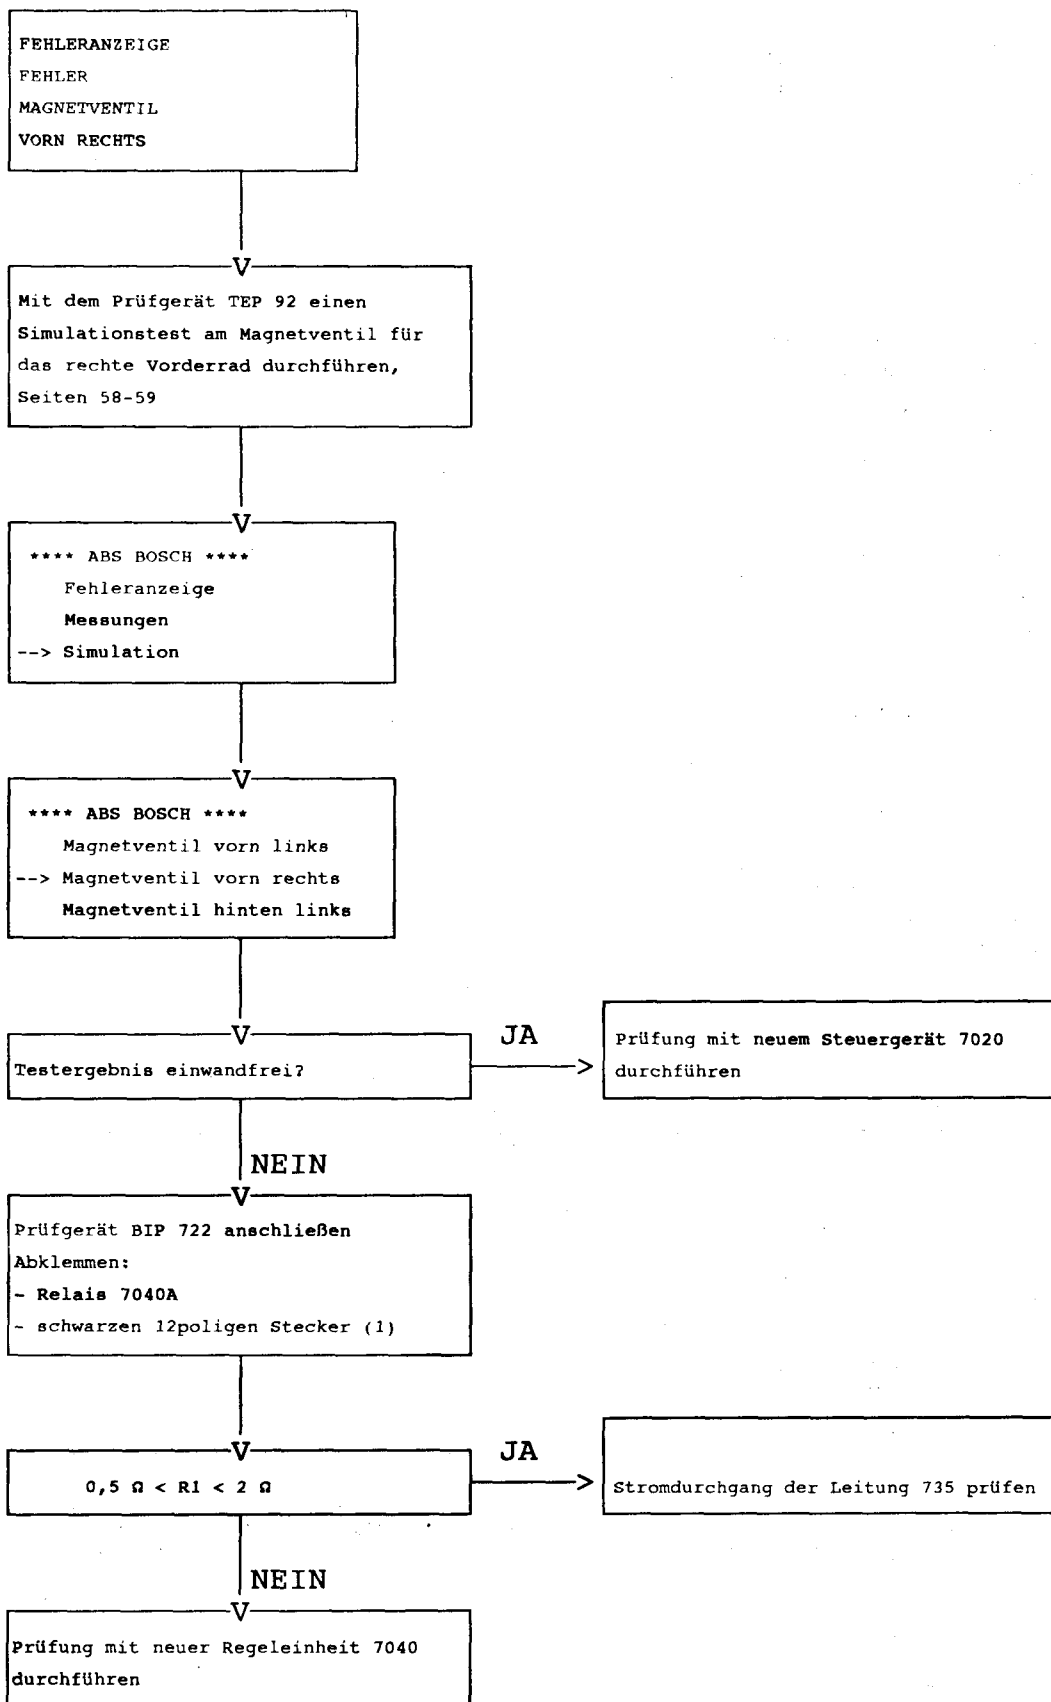 FEHLERANZEIGE
FEHLER
MAGNETVENTIL
VORN RECHTS
V
Mit dem Prüfgerät TEP 92 einen
Simulationstest am Magnetventil für
das rechte Vorderrad durchführen,
Seiten 58-59
V
**** ABS BOSCH ****
Fehleranzeige
Messungen
--> Simulation
V
**** ABS BOSCH ****
Magnetventil vorn links
--> Magnetventil vorn rechts
Magnetventil hinten links
V
Testergebnis einwandfrei?
JA
>
Prüfung mit neuem Steuergerät 7020
durchführen
NEIN
V
Prüfgerät BIP 722 anschließen
Abklemmen:
- Relais 7040A
- schwarzen 12poligen Stecker (1)
V
0,5 Ω < R1 < 2 Ω
JA
>
Stromdurchgang der Leitung 735 prüfen
NEIN
V
Prüfung mit neuer Regeleinheit 7040
durchführen